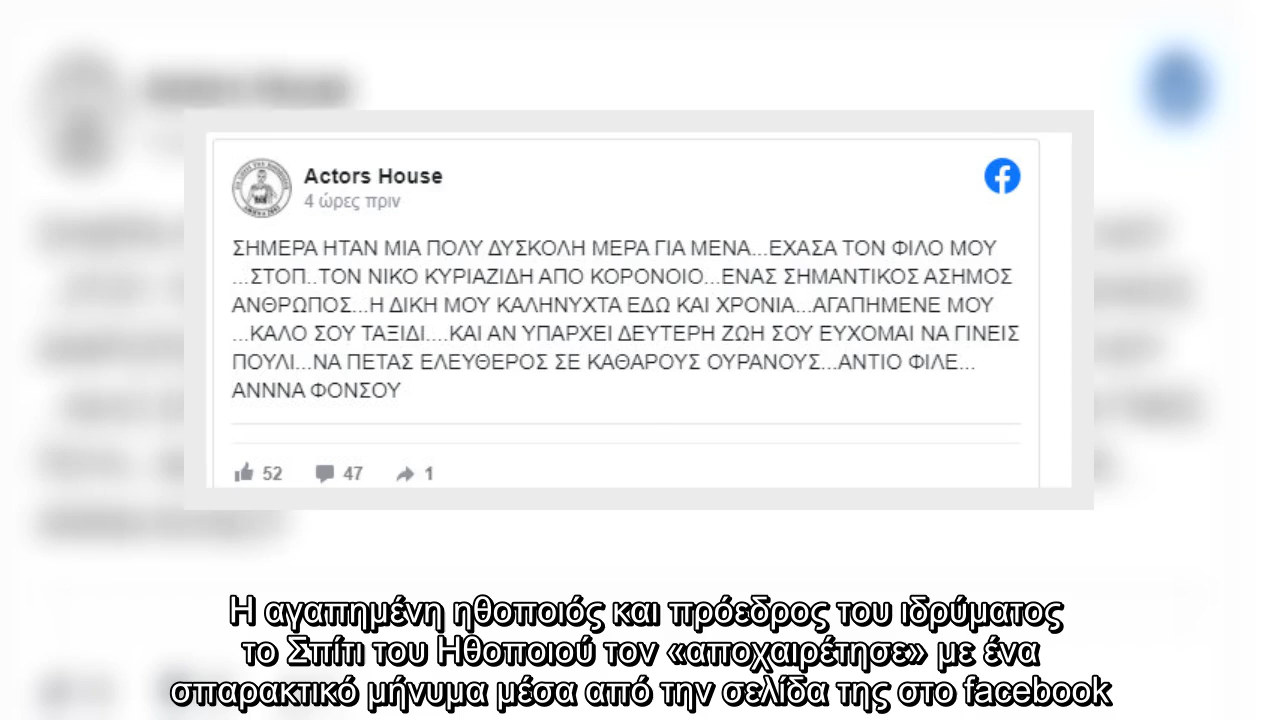 Actors House
4 ώρες πριν
ΣΗΜΕΡΑ ΗΤΑΝ ΜΙΑ ΠΟΛΥ ΔΥΣΚΟΛΗ ΜΕΡΑ ΓΙΑ ΜΕΝΑ...ΕΧΑΣΑ ΤΟΝ ΦΙΛΟ ΜΟΥ
...ΣΤΟΠ..ΤΟΝ ΝΙΚΟ ΚΥΡΙΑΖΙΔΗ ΑΠΟ ΚΟΡΟΝΟΙΟ...ΕΝΑΣ ΣΗΜΑΝΤΙΚΟΣ ΑΣΗΜΟΣ
ΑΝΘΡΩΠΟΣ...Η ΔΙΚΗ ΜΟΥ ΚΑΛΗΝΥΧΤΑ ΕΔΩ ΚΑΙ ΧΡΟΝΙΑ...ΑΓΑΠΗΜΕΝΕ ΜΟΥ
...ΚΑΛΟ ΣΟΥ ΤΑΞΙΔΙ....ΚΑΙ ΑΝ ΥΠΑΡΧΕΙ ΔΕΥΤΕΡΗ ΖΩΗ ΣΟΥ ΕΥΧΟΜΑΙ ΝΑ ΓΙΝΕΙΣ
ΠΟΥΛΙ...ΝΑ ΠΕΤΑΣ ΕΛΕΥΘΕΡΟΣ ΣΕ ΚΑΘΑΡΟΥΣ ΟΥΡΑΝΟΥΣ...ΑΝΤΙΟ ΦΙΛΕ...
ΑΝΝΝΑ ΦΟΝΣΟΥ
52 47 1
Η αγαπημένη ηθοποιός και πρόεδρος του ιδρύματος
το Σπίτι του Ηθοποιού τον «αποχαιρέτησε» με ένα
σπαρακτικό μήνυμα μέσα από την σελίδα της στο facebook